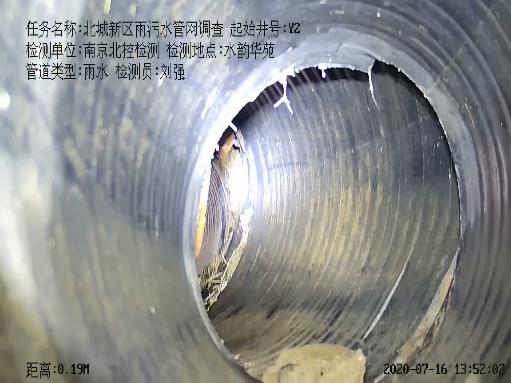 任务名称:北城新区雨污水管网调查 起始井号:Y2
检测单位:南京北控检测 检测地点:水韵华苑
管道类型:雨水 检测员:刘强
距离:0.19M
2020-07-16 13:52:02